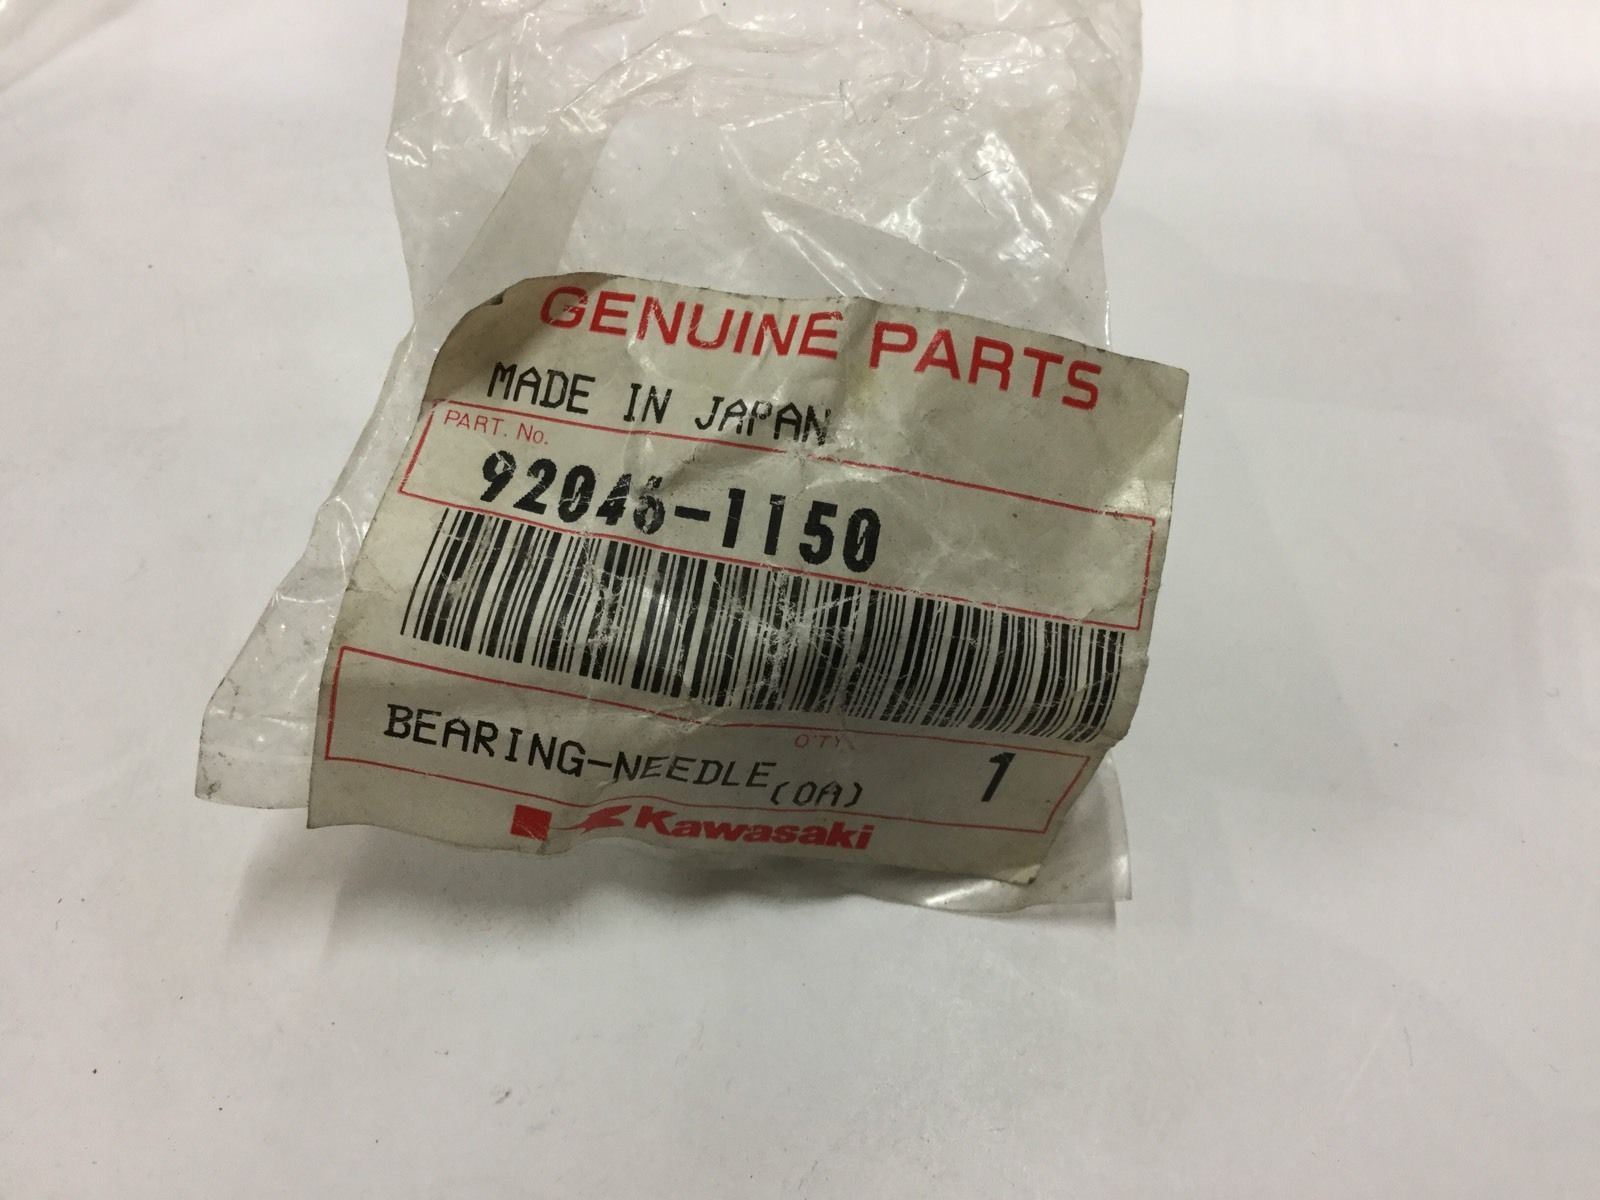 GENUINE PARTS
MADE IN JAPAN
PART. No.
92046-1150
Q'TY
BEARING-NEEDLE(OA) 1
Kawasaki